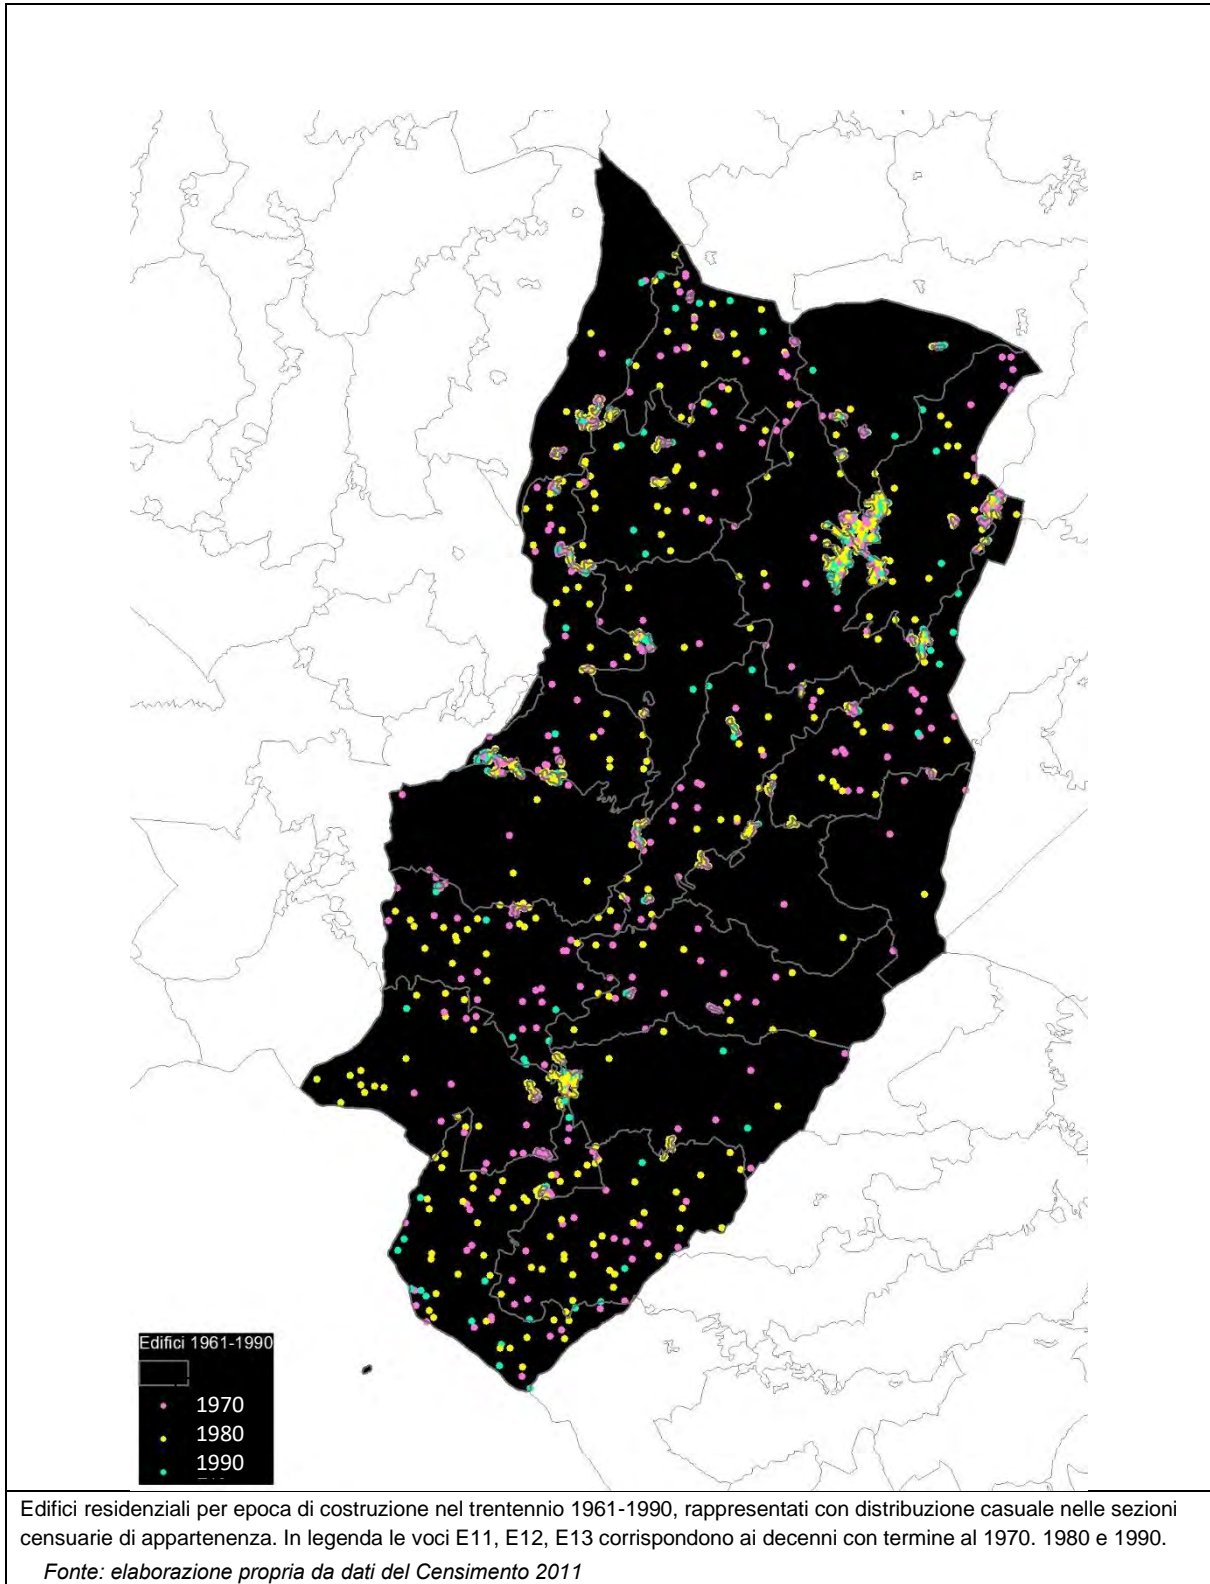 Edifici 1961-1990
1970
1980
1990
Edifici residenziali per epoca di costruzione nel trentennio 1961-1990, rappresentati con distribuzione casuale nelle sezioni
censuarie di appartenenza. In legenda le voci E11, E12, E13 corrispondono ai decenni con termine al 1970. 1980 e 1990.
Fonte: elaborazione propria da dati del Censimento 2011